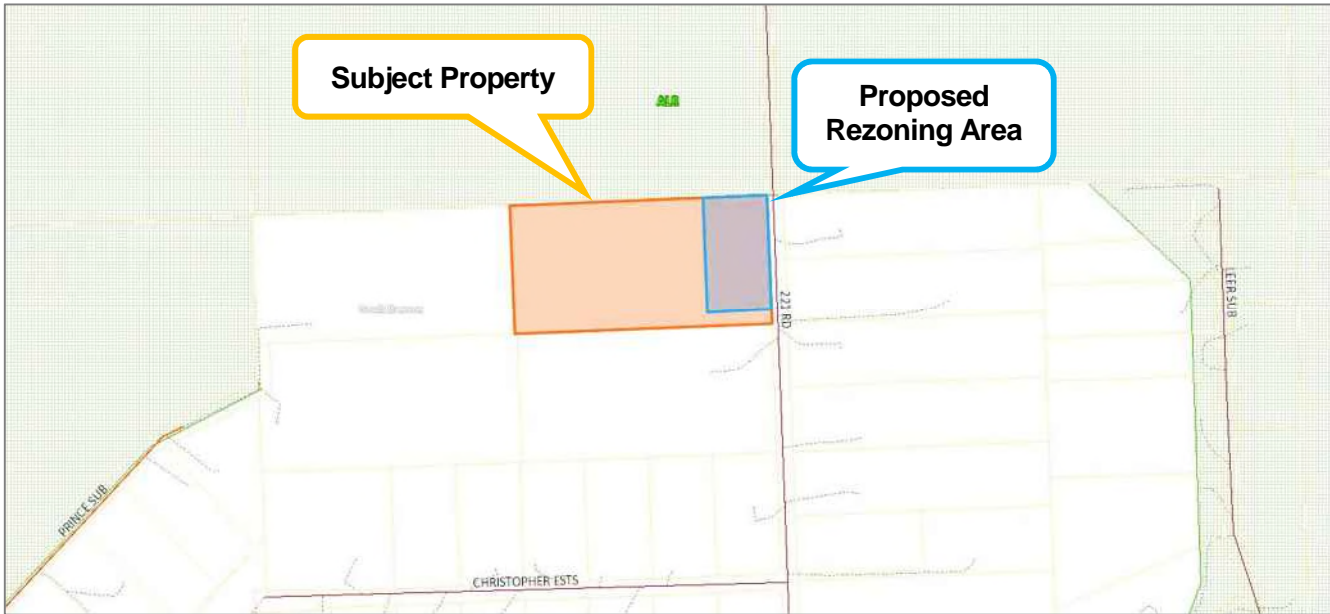 Subject Property
ALR
Proposed
Rezoning Area
221 RD
LEER SUB
PRINCE SUB
CHRISTOPHER ESTS